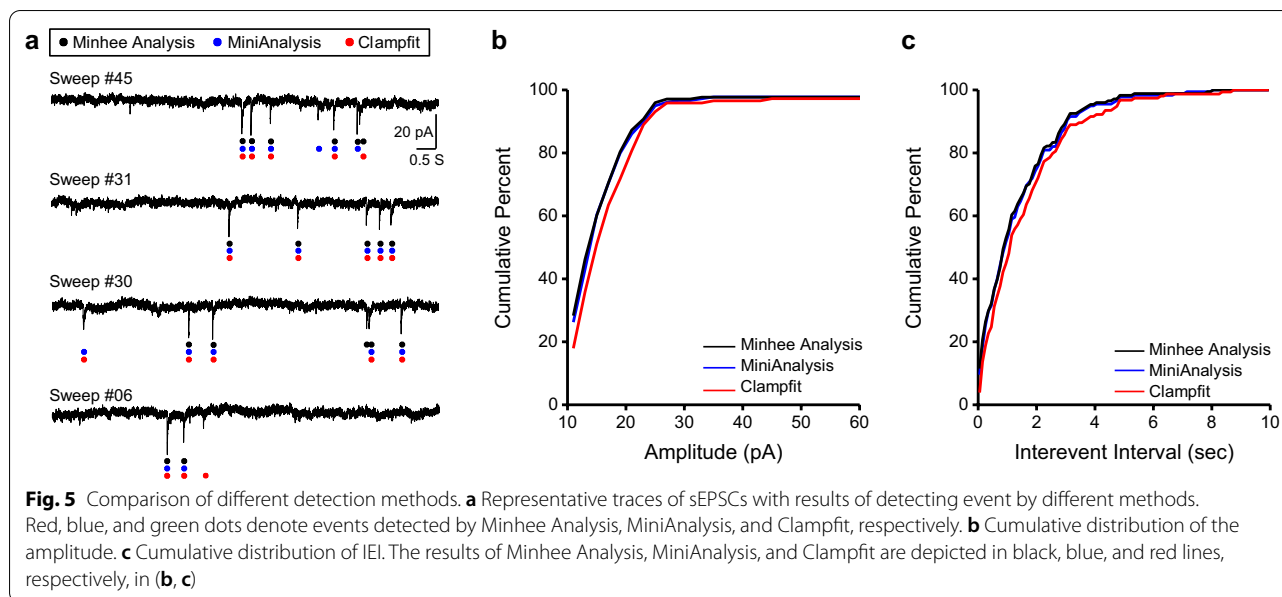 a
Minhee Analysis MiniAnalysis Clampfit
Sweep #45
20 pA
0.5 S
Sweep #31
Sweep #30
Sweep #06
b
Cumulative Percent
100
80
60
40
20
0
Minhee Analysis
MiniAnalysis
Clampfit
10 20 30 40 50 60
Amplitude (pA)
c
Cumulative Percent
100
80
60
40
20
0
Minhee Analysis
MiniAnalysis
Clampfit
0 2 4 6 8 10
Interevent Interval (sec)
Fig. 5 Comparison of different detection methods. a Representative traces of sEPSCs with results of detecting event by different methods.
Red, blue, and green dots denote events detected by Minhee Analysis, MiniAnalysis, and Clampfit, respectively. b Cumulative distribution of the
amplitude. c Cumulative distribution of IEI. The results of Minhee Analysis, MiniAnalysis, and Clampfit are depicted in black, blue, and red lines,
respectively, in (b, c)